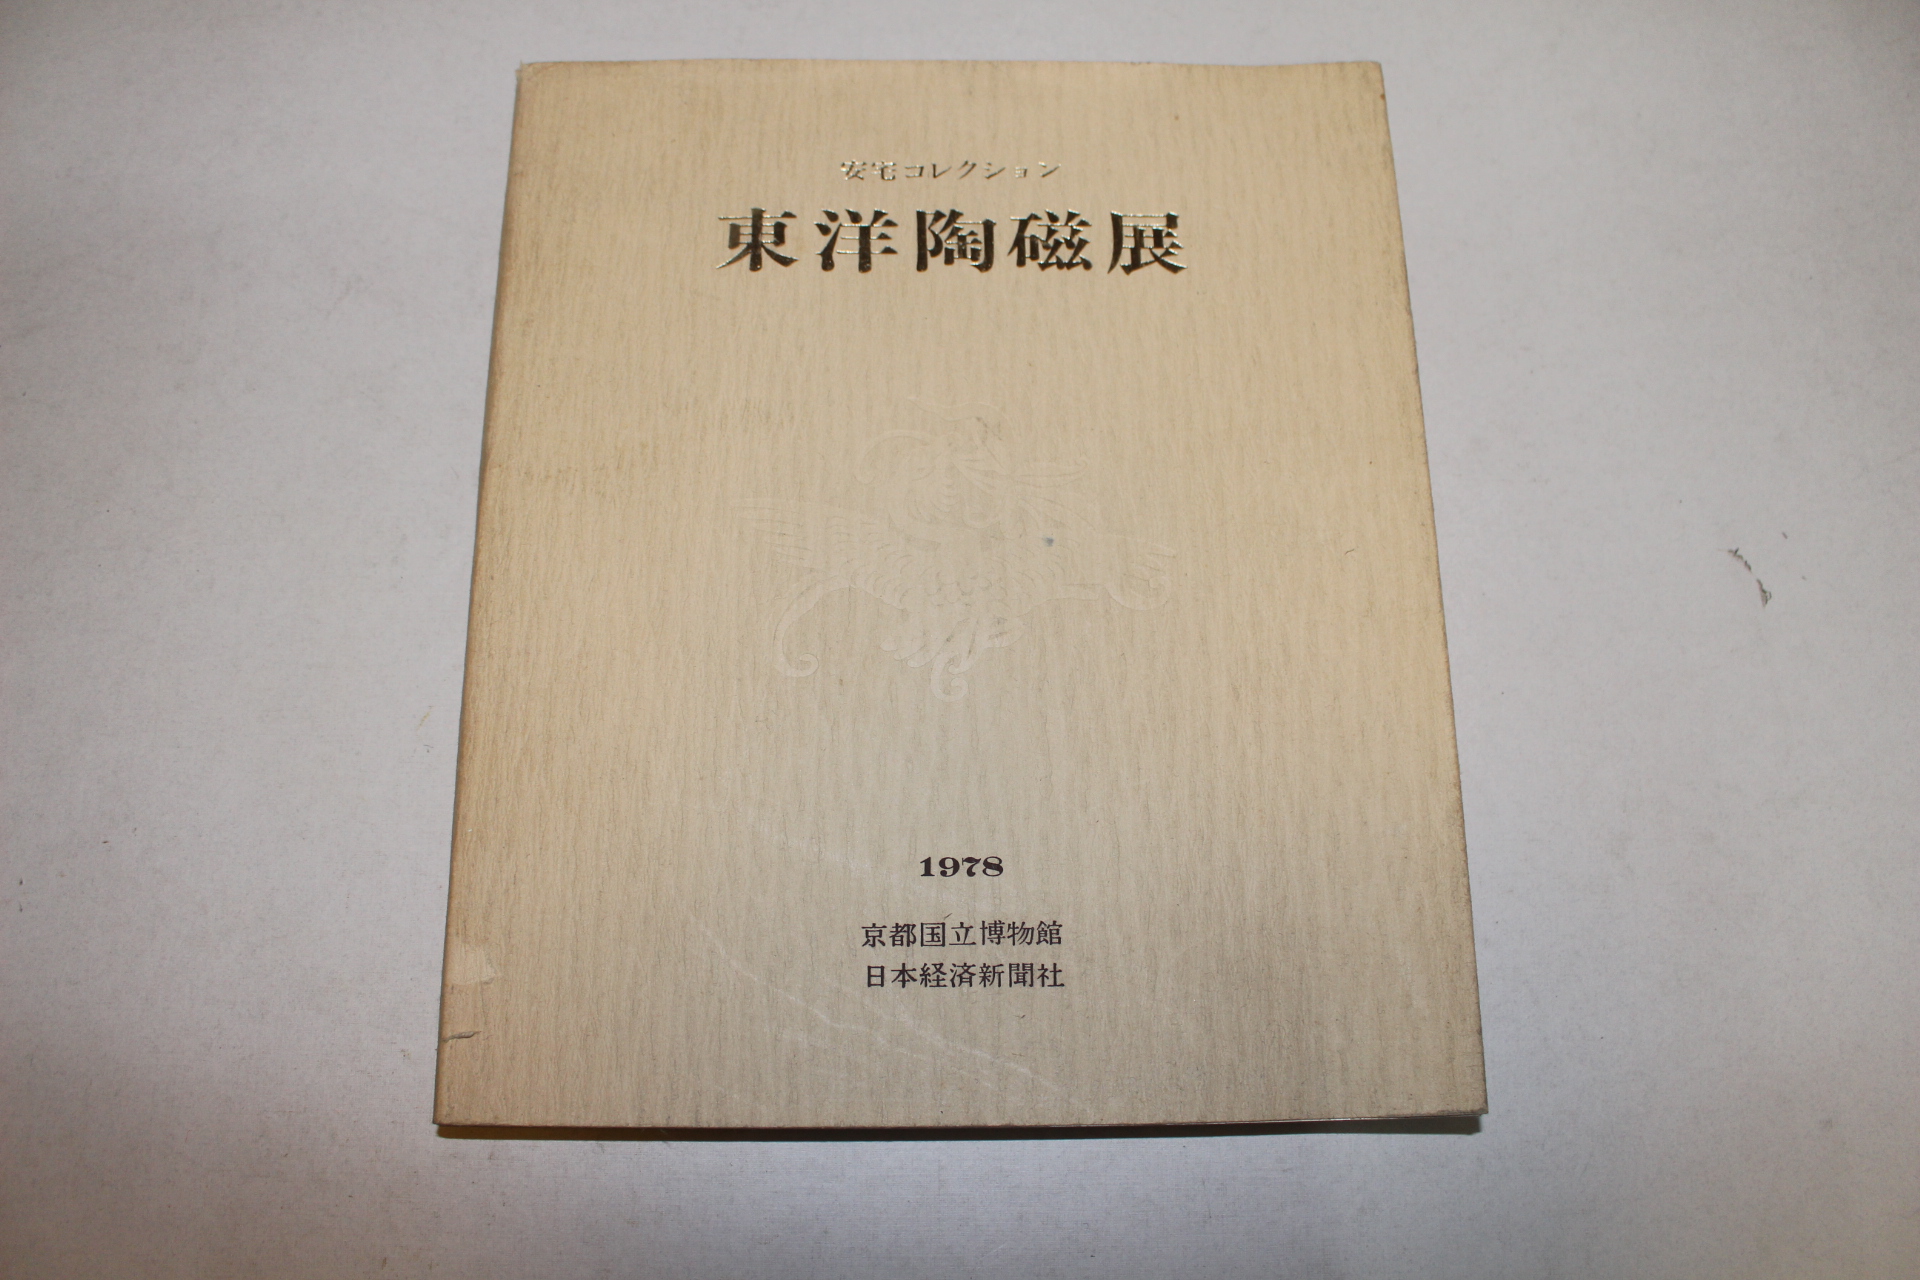 安宅コレクション
東洋陶磁展
1978
京都国立博物館
日本経済新聞社